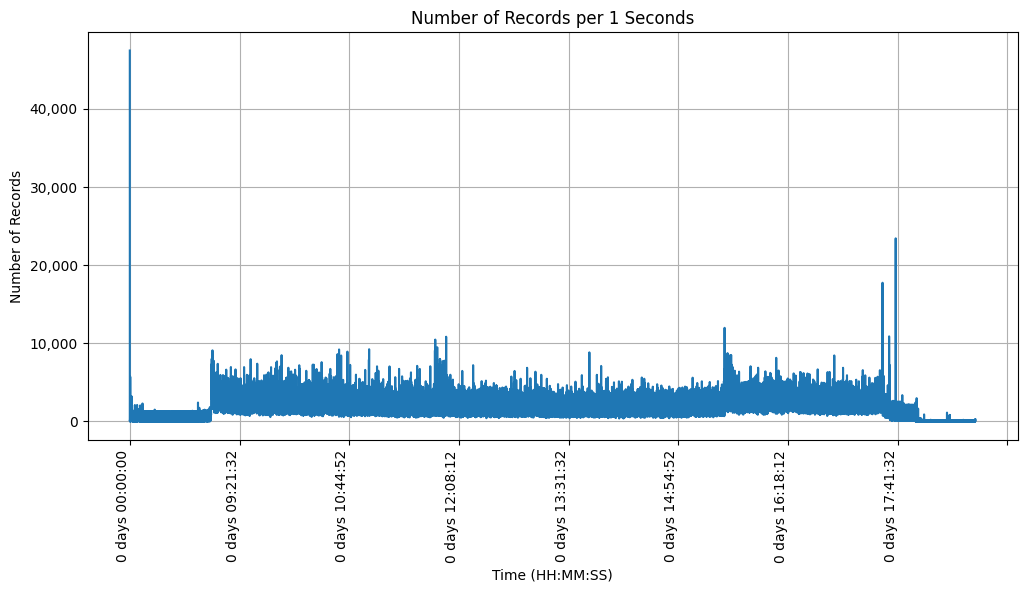 Number of Records per 1 Seconds
Number of Records
40,000
30,000
20,000
10,000
0
0 days 00:00:00
0 days 09:21:32
0 days 10:44:52
0 days 12:08:12
0 days 13:31:32
0 days 14:54:52
0 days 16:18:12
0 days 17:41:32
Time (HH:MM:SS)